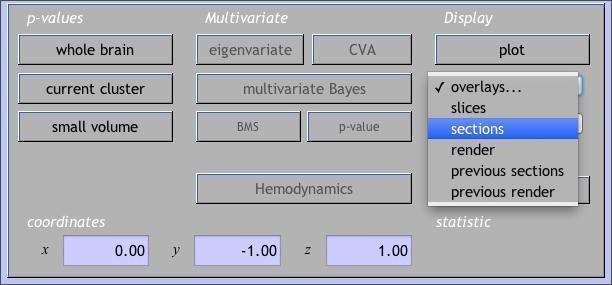 p-values Multivariate Display
whole brain eigenvariate CVA plot
current cluster multivariate Bayes ✓ overlays...
slices
small volume BMS p-value sections
render
previous sections
Hemodynamics previous render
coordinates statistic
x 0.00 y -1.00 z 1.00